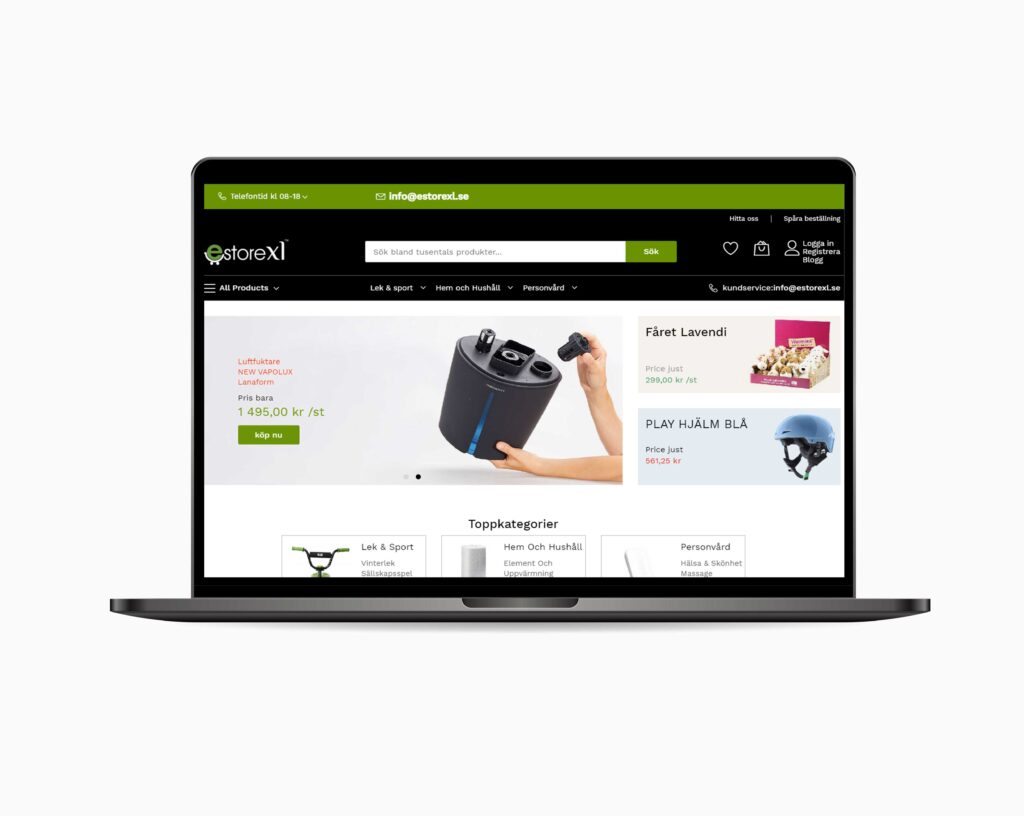 Telefontid kl 08-18
info@estorexl.se
Hitta oss | Spåra beställning
estorexl™
Sök bland tusentals produkter...
Sök
Logga in
Registrera
Blogg
All Products
Lek & sport
Hem och Hushåll
Personvård
kundservice:info@estorexl.se
Luftfuktare
NEW VAPOLUX
Lanaform
Pris bara
1 495,00 kr /st
köp nu
Fåret Lavendi
Price just
299,00 kr /st
PLAY HJÄLM BLÅ
Price just
561,25 kr
Toppkategorier
Lek & Sport
Vinterlek
Sällskapsspel
Hem Och Hushåll
Element Och
Uppvärmning
Personvård
Hälsa & Skönhet
Massage